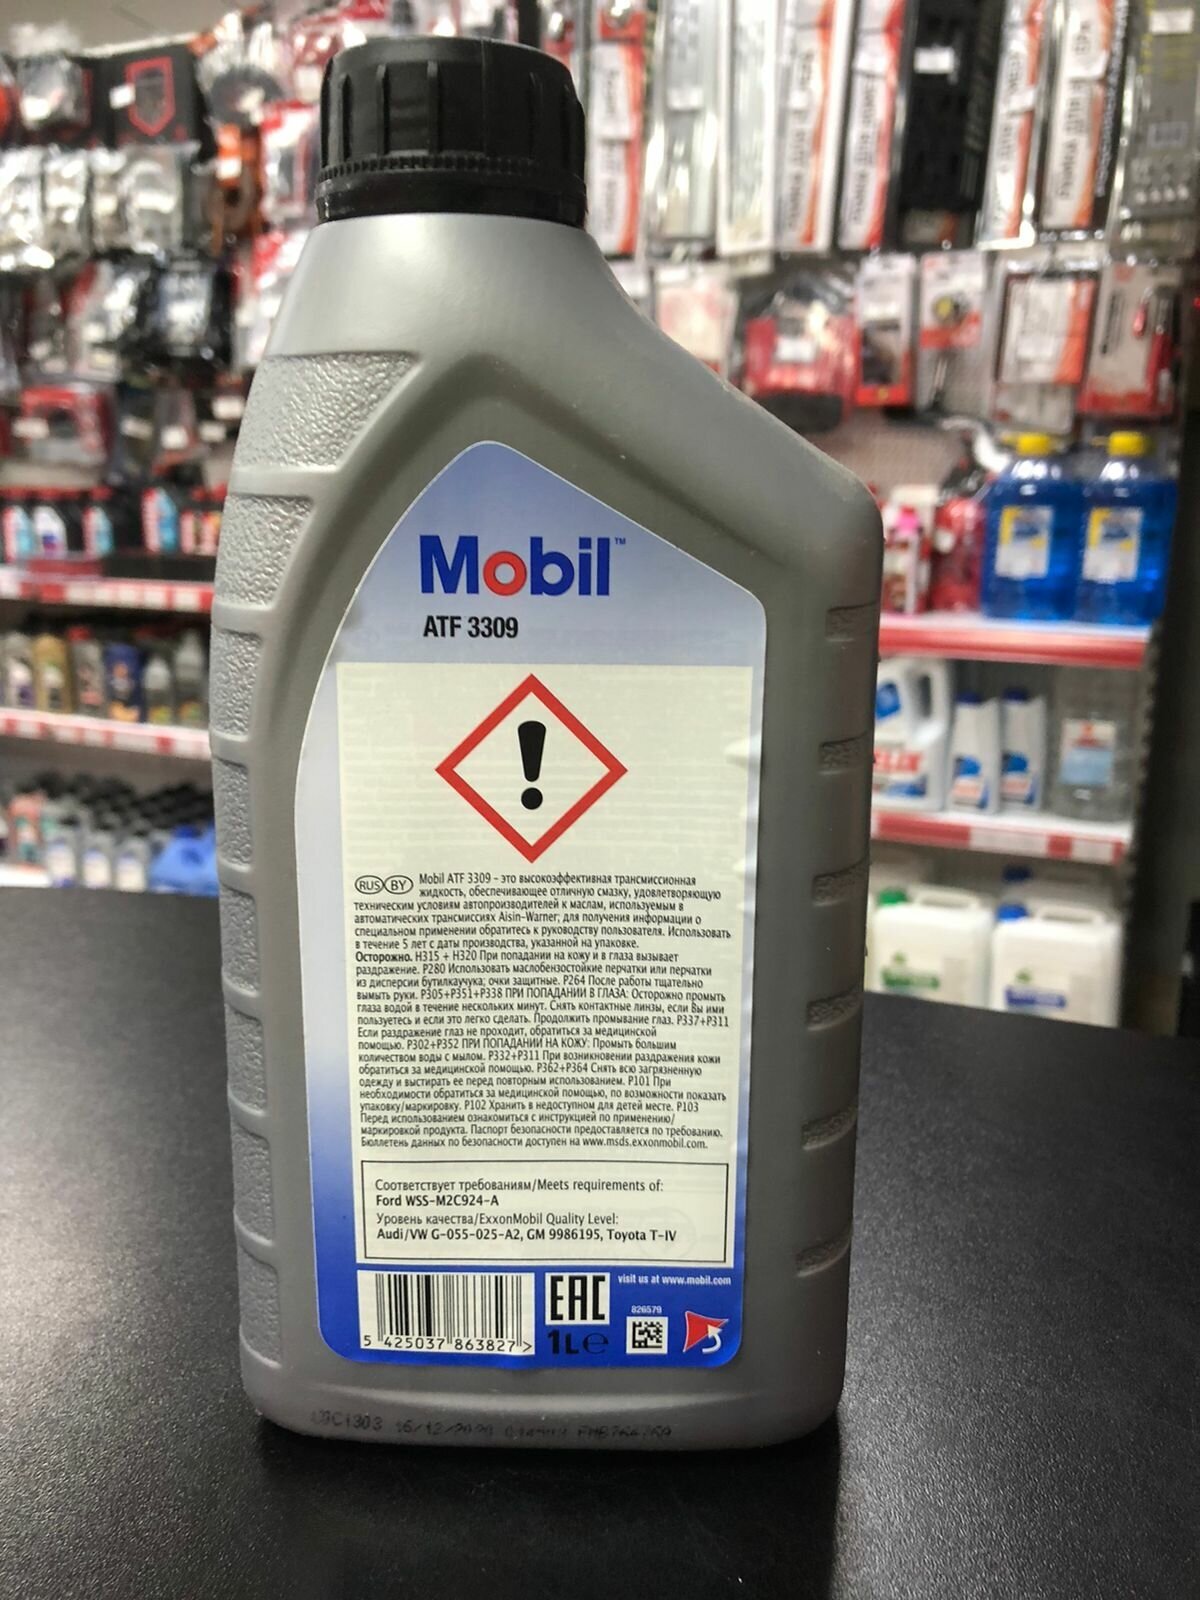 Mobil™
ATF 3309
RUS BY Mobil ATF 3309 – это высокоэффективная трансмиссионная
жидкость, обеспечивающее отличную смазку, удовлетворяющую
техническим условиям автопроизводителей к маслам, используемым в
автоматических трансмиссиях Aisin-Warner; для получения информации о
специальном применении обратитесь к руководству пользователя. Использовать
в течение 5 лет с даты производства, указанной на упаковке.
Осторожно. H315 + H320 При попадании на кожу и в глаза вызывает
раздражение. P280 Использовать маслобензостойкие перчатки или перчатки
из дисперсии бутилкаучука; очки защитные. P264 После работы тщательно
вымыть руки. P305+P351+P338 ПРИ ПОПАДАНИИ В ГЛАЗА: Осторожно промыть
глаза водой в течение нескольких минут. Снять контактные линзы, если Вы ими
пользуетесь и если это легко сделать. Продолжить промывание глаз. P337+P311
Если раздражение глаз не проходит, обратиться за медицинской
помощью. P302+P352 ПРИ ПОПАДАНИИ НА КОЖУ: Промыть большим
количеством воды с мылом. P332+P311 При возникновении раздражения кожи
обратиться за медицинской помощью. P362+P364 Снять всю загрязненную
одежду и выстирать ее перед повторным использованием. P101 При
необходимости обратиться за медицинской помощью, по возможности показать
упаковку/маркировку. P102 Хранить в недоступном для детей месте. P103
Перед использованием ознакомиться с инструкцией по применению/
маркировкой продукта. Паспорт безопасности предоставляется по требованию.
Бюллетень данных по безопасности доступен на www.msds.exxonmobil.com.
Соответствует требованиям/Meets requirements of:
Ford WSS-M2C924-A
Уровень качества/ExxonMobil Quality Level:
Audi/VW G-055-025-A2, GM 9986195, Toyota T-IV
visit us at www.mobil.com
EAC
826579
5 425037 863827 >
1L e
16/12/2020